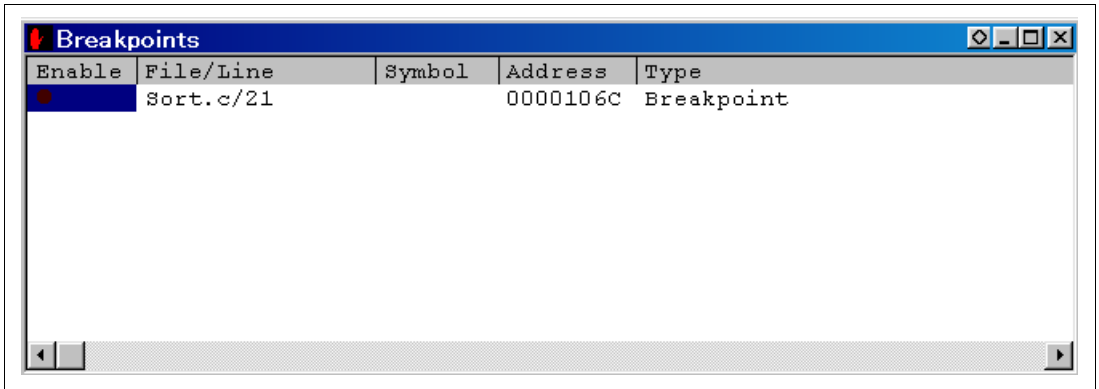 Breakpoints
Enable File/Line Symbol Address Type
Sort.c/21 0000106C Breakpoint